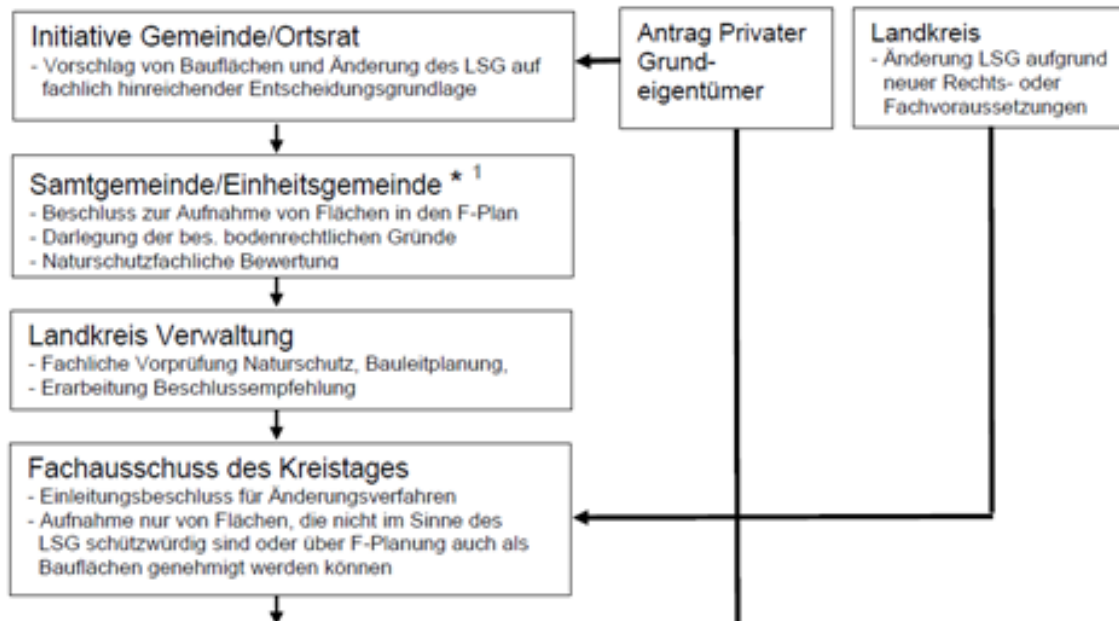 Initiative Gemeinde/Ortsrat
- Vorschlag von Bauflächen und Änderung des LSG auf
fachlich hinreichender Entscheidungsgrundlage
Antrag Privater
Grund-
eigentümer
Landkreis
- Änderung LSG aufgrund
neuer Rechts- oder
Fachvoraussetzungen
Samtgemeinde/Einheitsgemeinde * 1
- Beschluss zur Aufnahme von Flächen in den F-Plan
- Darlegung der bes. bodenrechtlichen Gründe
- Naturschutzfachliche Bewertung
Landkreis Verwaltung
- Fachliche Vorprüfung Naturschutz, Bauleitplanung,
- Erarbeitung Beschlussempfehlung
Fachausschuss des Kreistages
- Einleitungsbeschluss für Änderungsverfahren
- Aufnahme nur von Flächen, die nicht im Sinne des
LSG schützwürdig sind oder über F-Planung auch als
Bauflächen genehmigt werden können